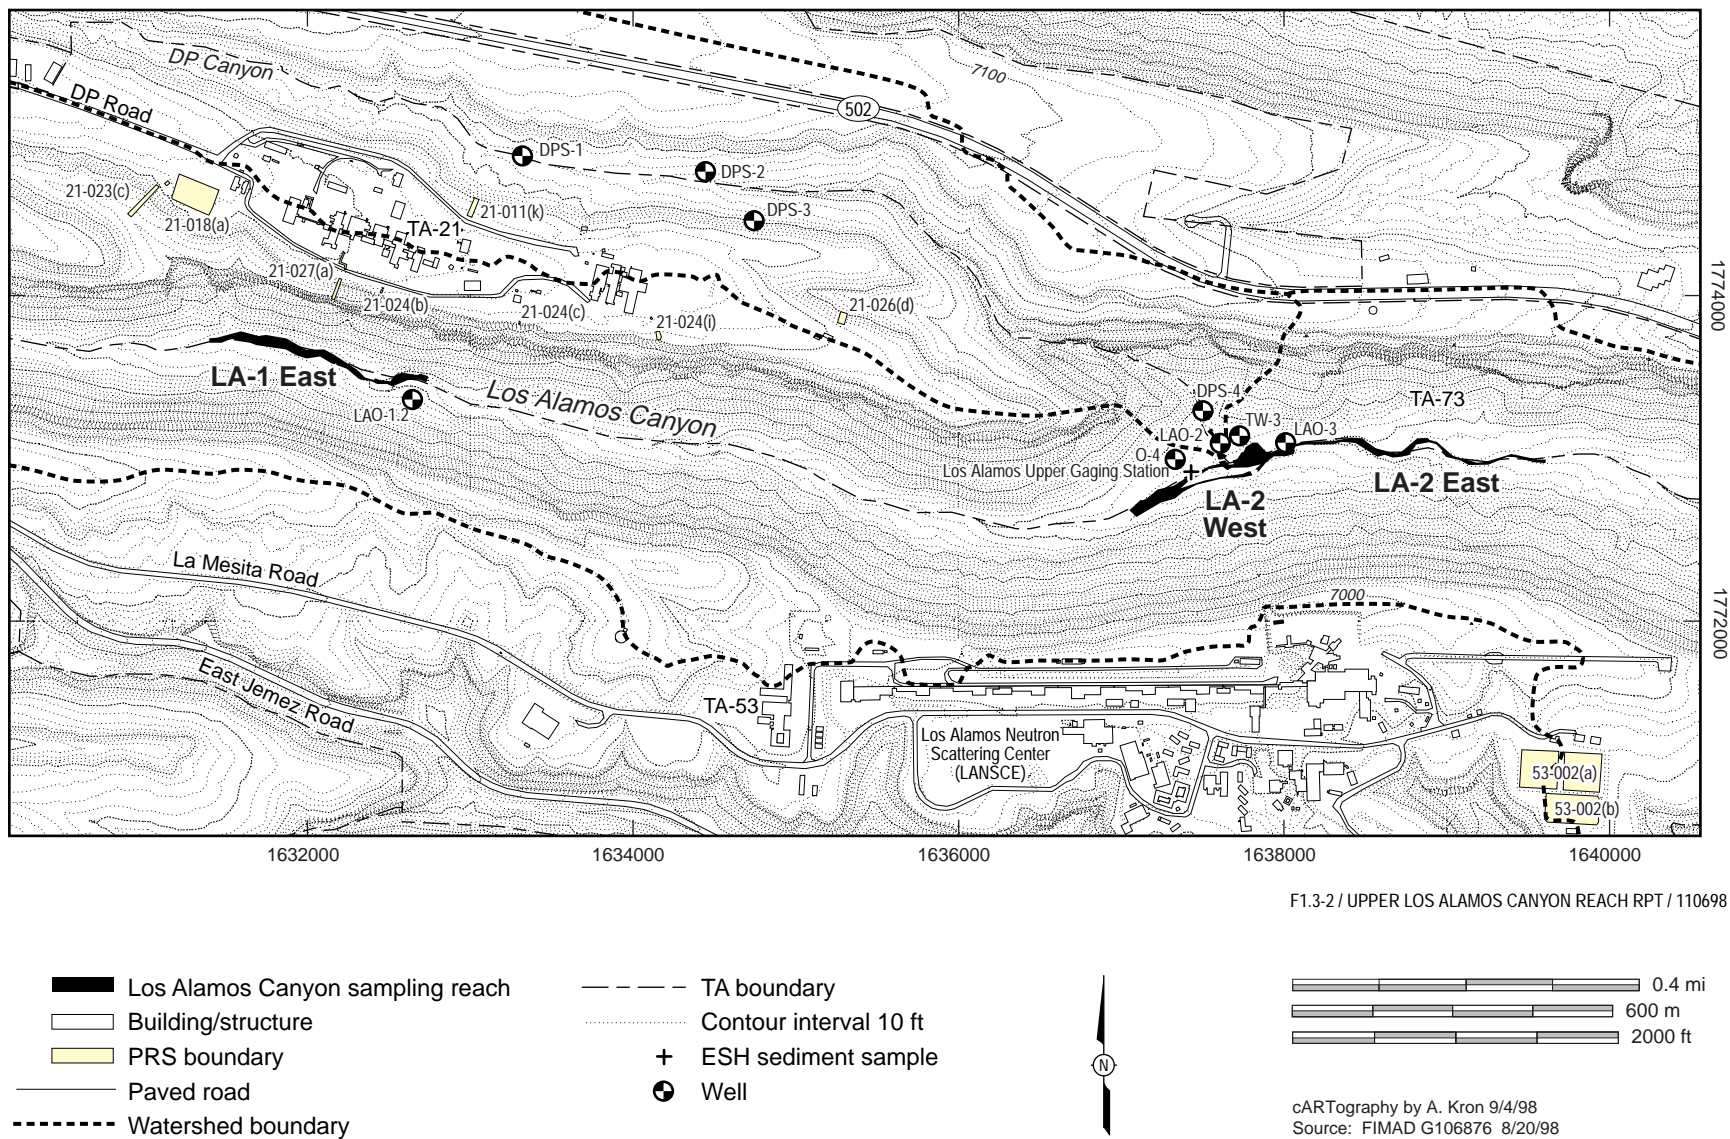 DP Canyon
7100
DP Road
502
DPS-1
DPS-2
21-023(c)
21-011(k)
DPS-3
21-018(a)
TA-21
21-027(a)
21-024(b)
21-024(c)
21-026(d)
21-024(i)
1774000
LA-1 East
LAO-1.2
Los Alamos Canyon
DPS-4
TA-73
TW-3
LAO-2
LAO-3
O-4
Los Alamos Upper Gaging Station
LA-2 East
LA-2
West
La Mesita Road
7000
1772000
East Jemez Road
TA-53
Los Alamos Neutron
Scattering Center
(LANSCE)
53-002(a)
53-002(b)
1632000
1634000
1636000
1638000
1640000
F1.3-2 / UPPER LOS ALAMOS CANYON REACH RPT / 110698
Los Alamos Canyon sampling reach
Building/structure
PRS boundary
Paved road
Watershed boundary
TA boundary
Contour interval 10 ft
ESH sediment sample
Well
N
0.4 mi
600 m
2000 ft
cARTography by A. Kron 9/4/98
Source: FIMAD G106876 8/20/98